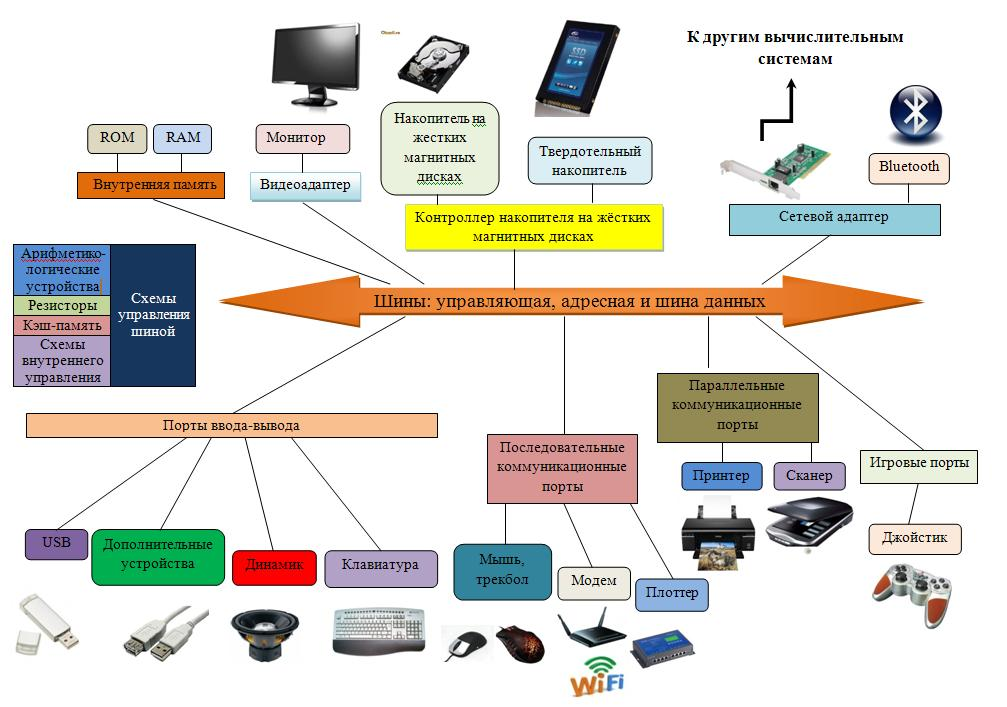 К другим вычислительным
системам
ROM
RAM
Монитор
Накопитель на
жестких
магнитных
дисках
SSD
Твердотельный
накопитель
Bluetooth
Внутренняя память
Видеоадаптер
Контроллер накопителя на жёстких
магнитных дисках
Сетевой адаптер
Арифметико-
логические
устройства
Резисторы
Кэш-память
Схемы
внутреннего
управления
Схемы
управления
шиной
Шины: управляющая, адресная и шина данных
Порты ввода-вывода
Последовательные
коммуникационные
порты
Параллельные
коммуникационные
порты
Игровые порты
Принтер
Сканер
USB
Дополнительные
устройства
Динамик
Клавиатура
Мышь,
трекбол
Модем
Плоттер
Джойстик
WiFi